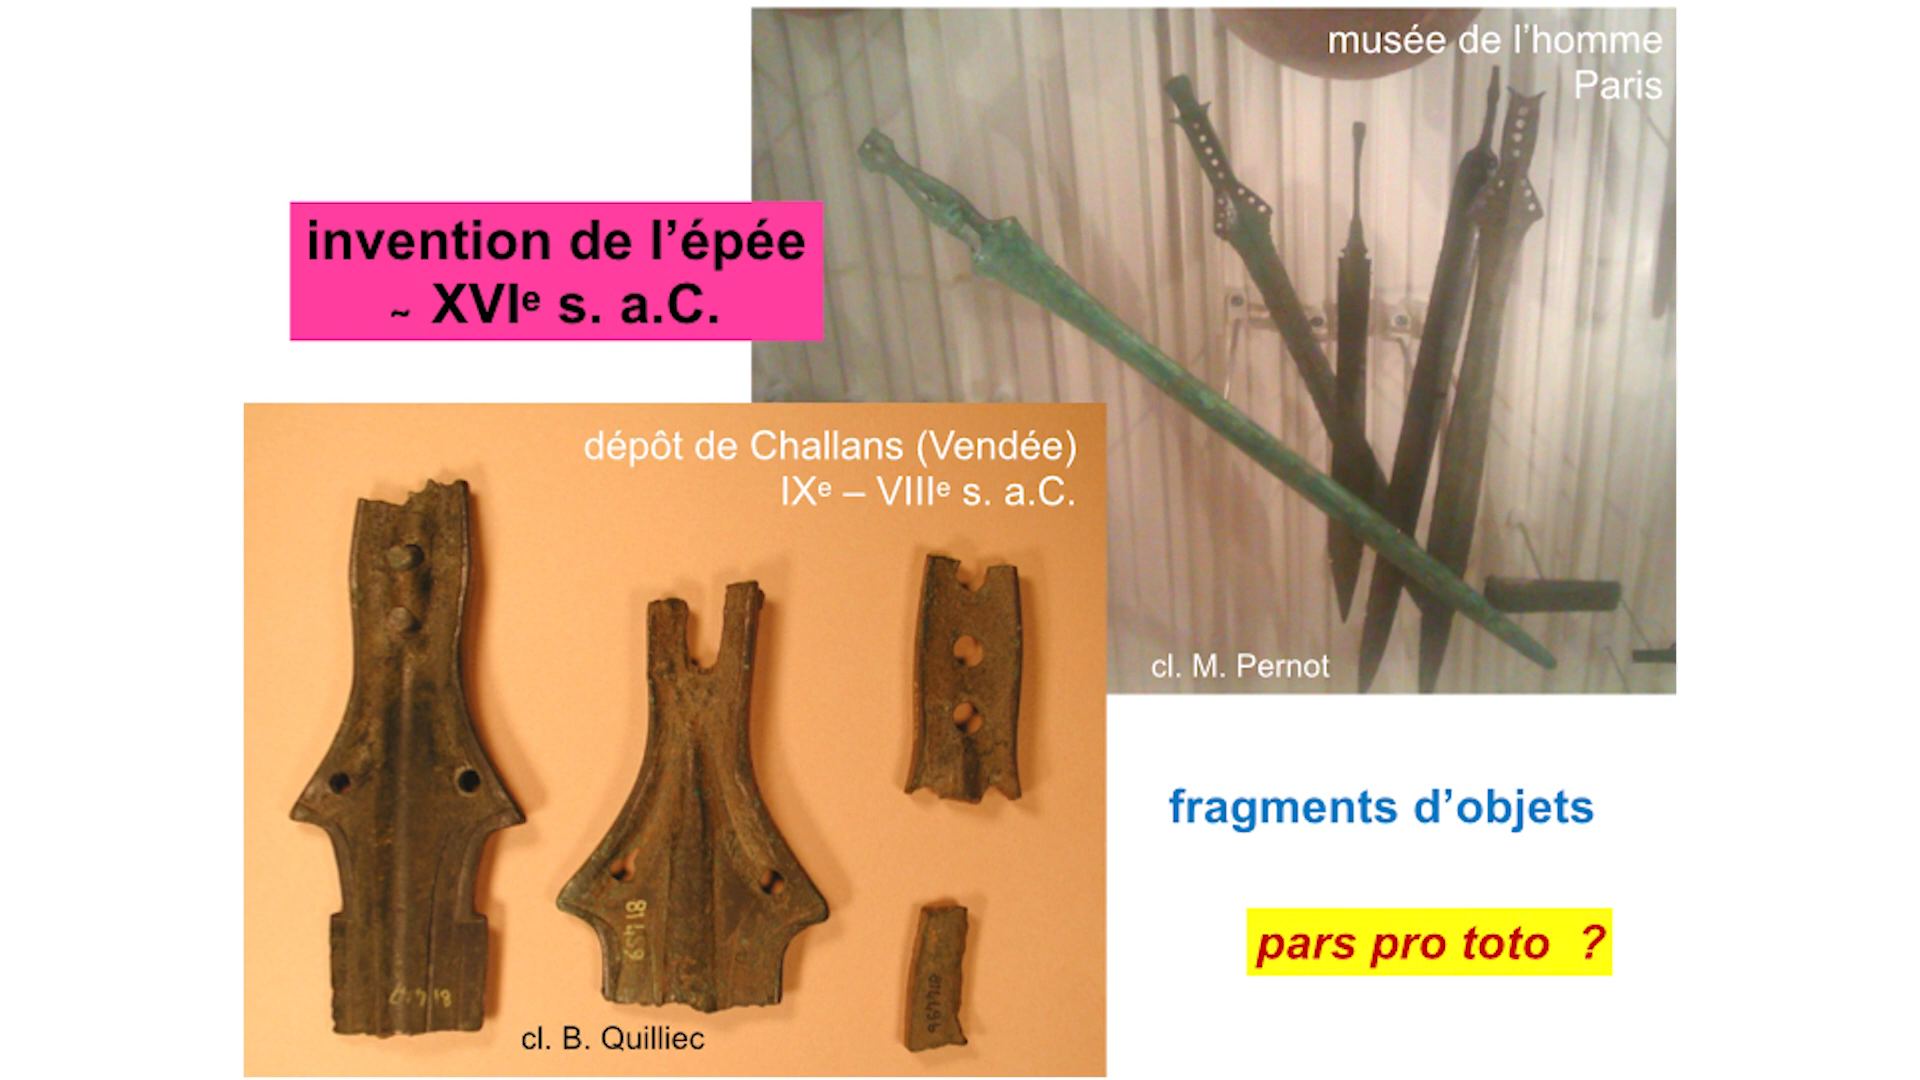 musée de l’homme
Paris
invention de l’épée
~ XVIᵉ s. a.C.
dépôt de Challans (Vendée)
IXᵉ – VIIIᵉ s. a.C.
cl. M. Pernot
fragments d’objets
pars pro toto ?
81459
cl. B. Quilliec